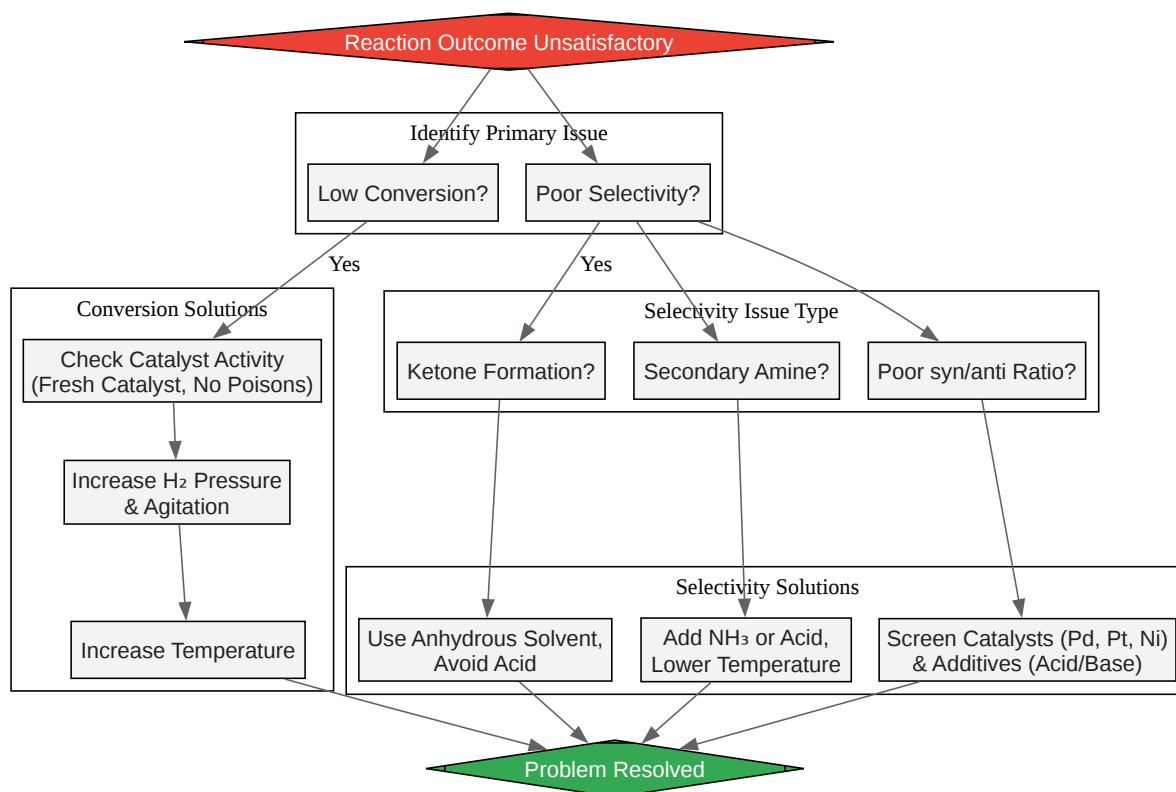 Reaction Outcome Unsatisfactory
Identify Primary Issue
Low Conversion?
Poor Selectivity?
Yes
Yes
Conversion Solutions
Check Catalyst Activity
(Fresh Catalyst, No Poisons)
Increase H₂ Pressure
& Agitation
Increase Temperature
Selectivity Issue Type
Ketone Formation?
Secondary Amine?
Poor syn/anti Ratio?
Selectivity Solutions
Use Anhydrous Solvent,
Avoid Acid
Add NH₃ or Acid,
Lower Temperature
Screen Catalysts (Pd, Pt, Ni)
& Additives (Acid/Base)
Problem Resolved